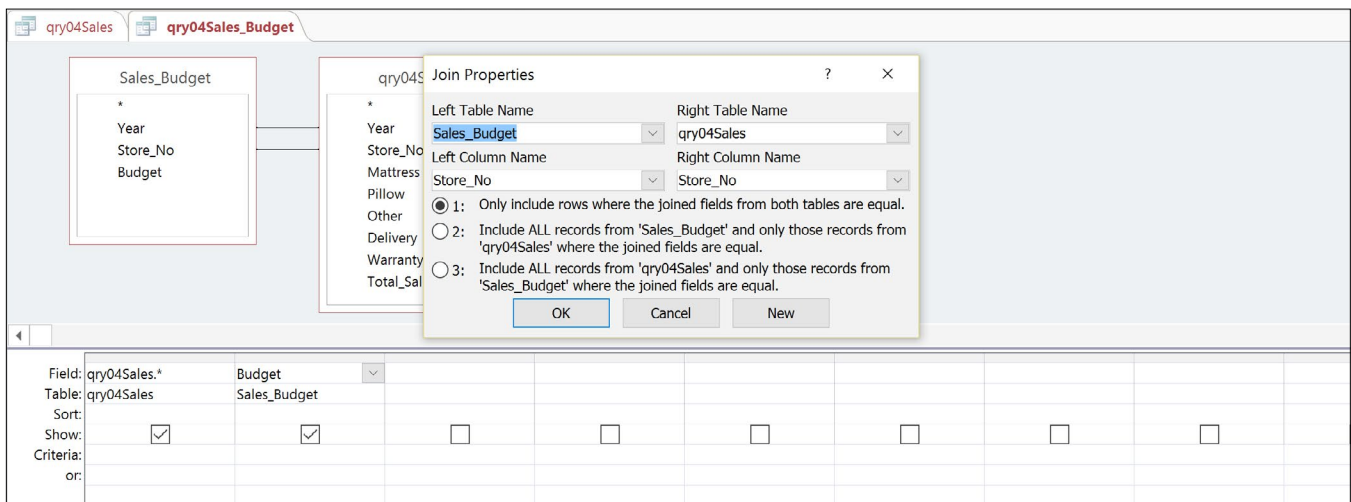 qry04Sales qry04Sales_Budget
Sales_Budget
*
Year
Store_No
Budget
qry04S
*
Year
Store_No
Mattress
Pillow
Other
Delivery
Warranty
Total_Sal
Join Properties ? ×
Left Table Name Right Table Name
Sales_Budget qry04Sales
Left Column Name Right Column Name
Store_No Store_No
1: Only include rows where the joined fields from both tables are equal.
2: Include ALL records from 'Sales_Budget' and only those records from
'qry04Sales' where the joined fields are equal.
3: Include ALL records from 'qry04Sales' and only those records from
'Sales_Budget' where the joined fields are equal.
OK Cancel New
Field: qry04Sales.* Budget
Table: qry04Sales Sales_Budget
Sort:
Show:
Criteria:
or: